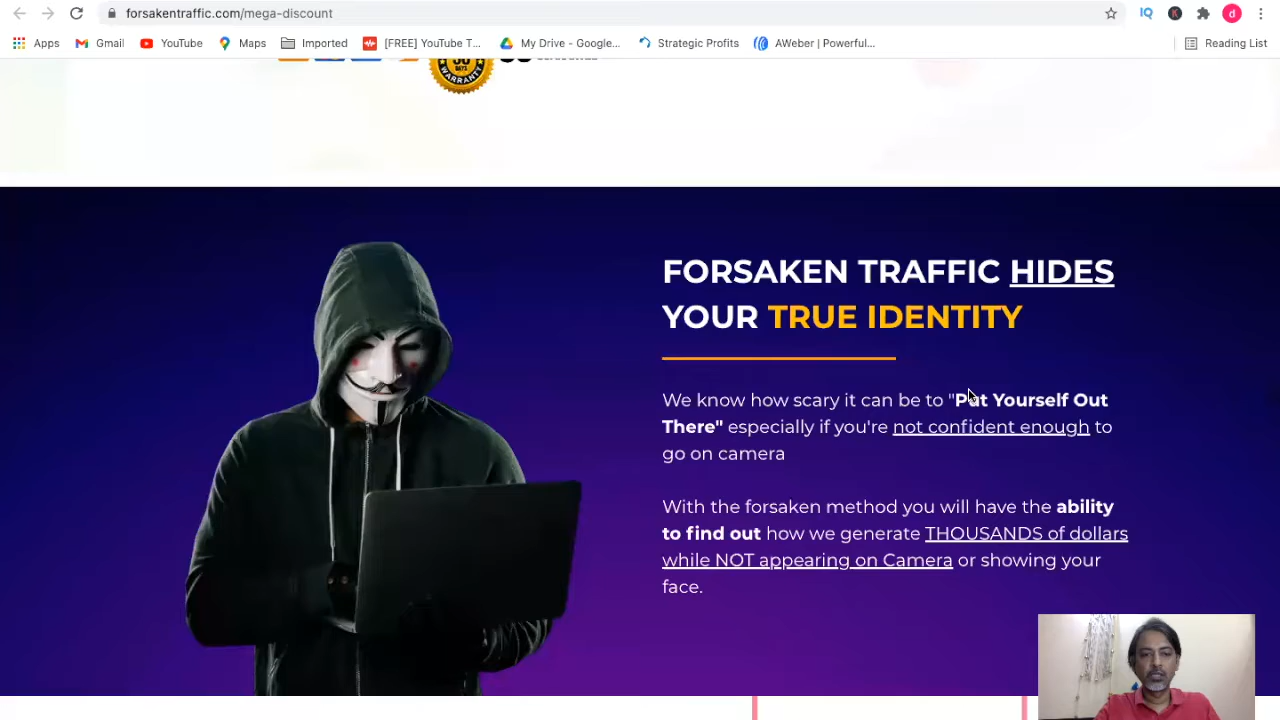 forsakentraffic.com/mega-discount
Apps Gmail YouTube Maps Imported [FREE] YouTube T... My Drive - Google... Strategic Profits AWeber | Powerful... Reading List
WARRANTY
FORSAKEN TRAFFIC HIDES
YOUR TRUE IDENTITY
We know how scary it can be to "Put Yourself Out
There" especially if you're not confident enough to
go on camera
With the forsaken method you will have the ability
to find out how we generate THOUSANDS of dollars
while NOT appearing on Camera or showing your
face.